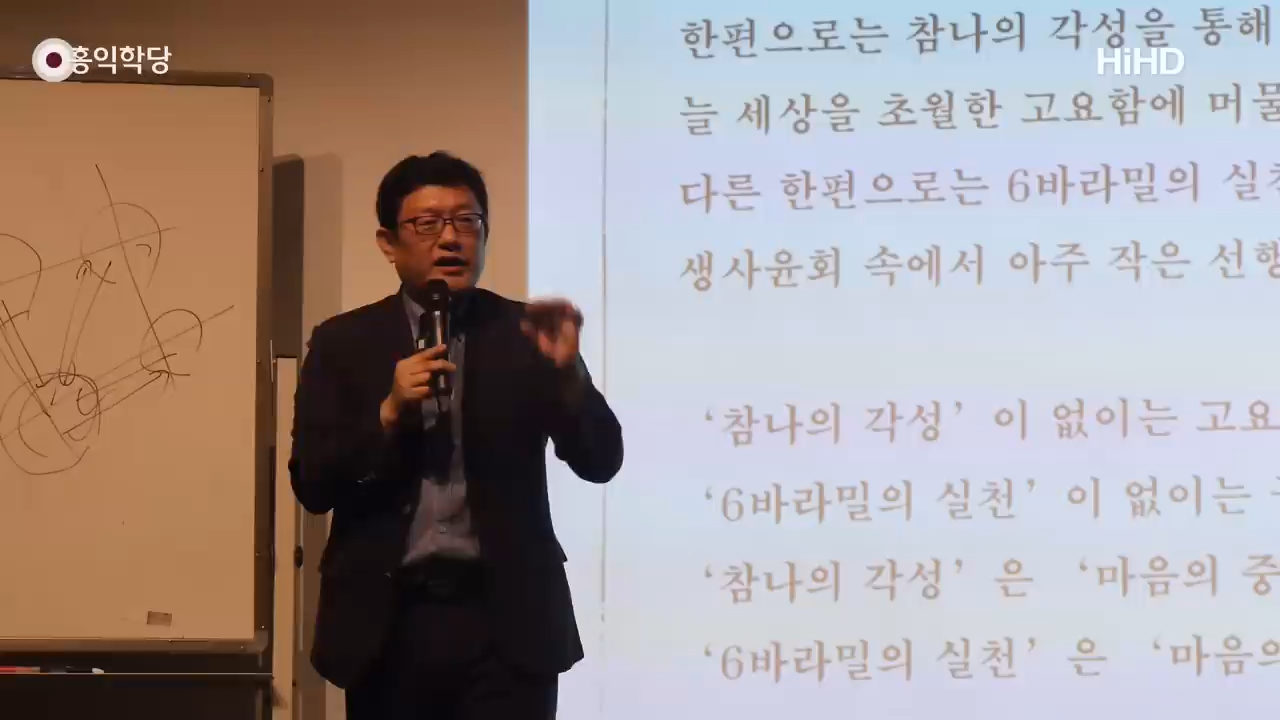 홍익학당
HiHD
한편으로는 참나의 각성을 통해
늘 세상을 초월한 고요함에 머물
다른 한편으로는 6바라밀의 실천
생사윤회 속에서 아주 작은 선행
‘참나의 각성’ 이 없이는 고요
‘6바라밀의 실천’ 이 없이는
‘참나의 각성’ 은 ‘마음의 중
‘6바라밀의 실천’ 은 ‘마음의